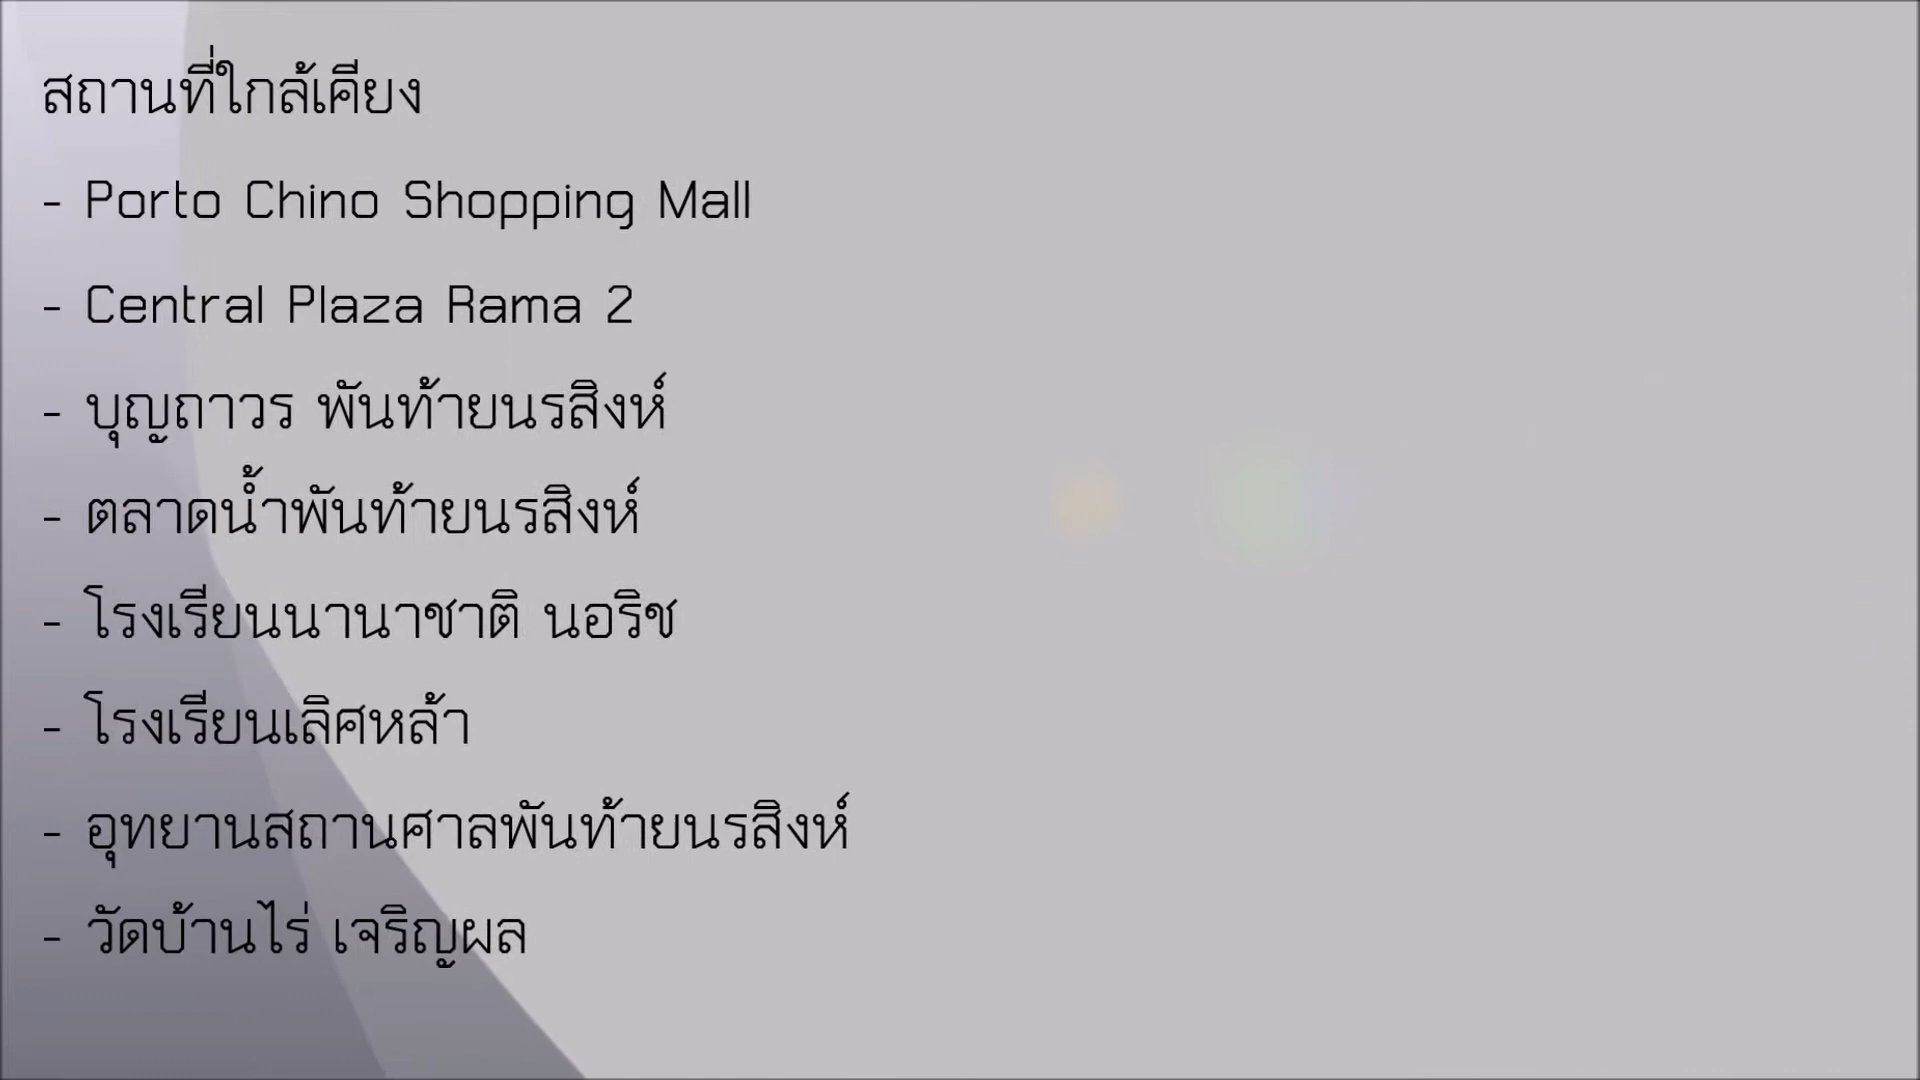 สถานที่ใกล้เคียง
- Porto Chino Shopping Mall
- Central Plaza Rama 2
- บุญถาวร พันท้ายนรสิงห์
- ตลาดน้ำพันท้ายนรสิงห์
- โรงเรียนนานาชาติ นอริช
- โรงเรียนเลิศหล้า
- อุทยานสถานศาลพันท้ายนรสิงห์
- วัดบ้านไร่ เจริญผล